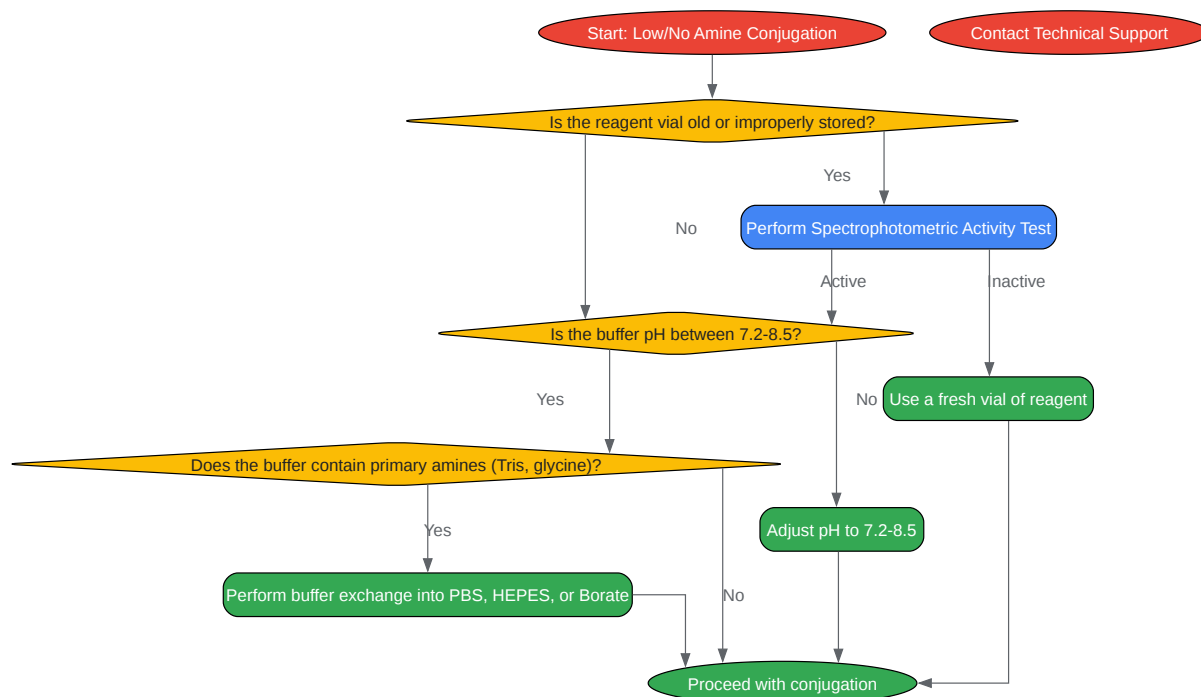 Start: Low/No Amine Conjugation
Contact Technical Support
Is the reagent vial old or improperly stored?
Yes
No
Perform Spectrophotometric Activity Test
Active
Inactive
Is the buffer pH between 7.2-8.5?
Yes
No
Use a fresh vial of reagent
Does the buffer contain primary amines (Tris, glycine)?
Yes
Adjust pH to 7.2-8.5
Perform buffer exchange into PBS, HEPES, or Borate
No
Proceed with conjugation